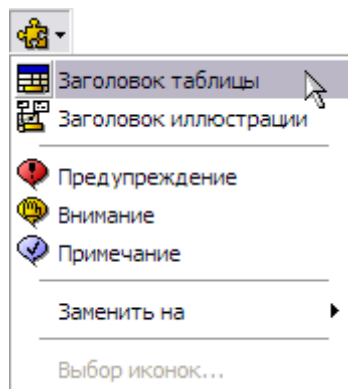 Заголовок таблицы
Заголовок иллюстрации
Предупреждение
Внимание
Примечание
Заменить на
Выбор иконок...